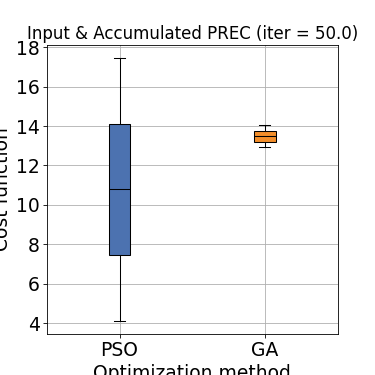 Input & Accumulated PREC (iter = 50.0)
18
16
14
12
10
8
6
4
Cost function
PSO GA
Optimization method